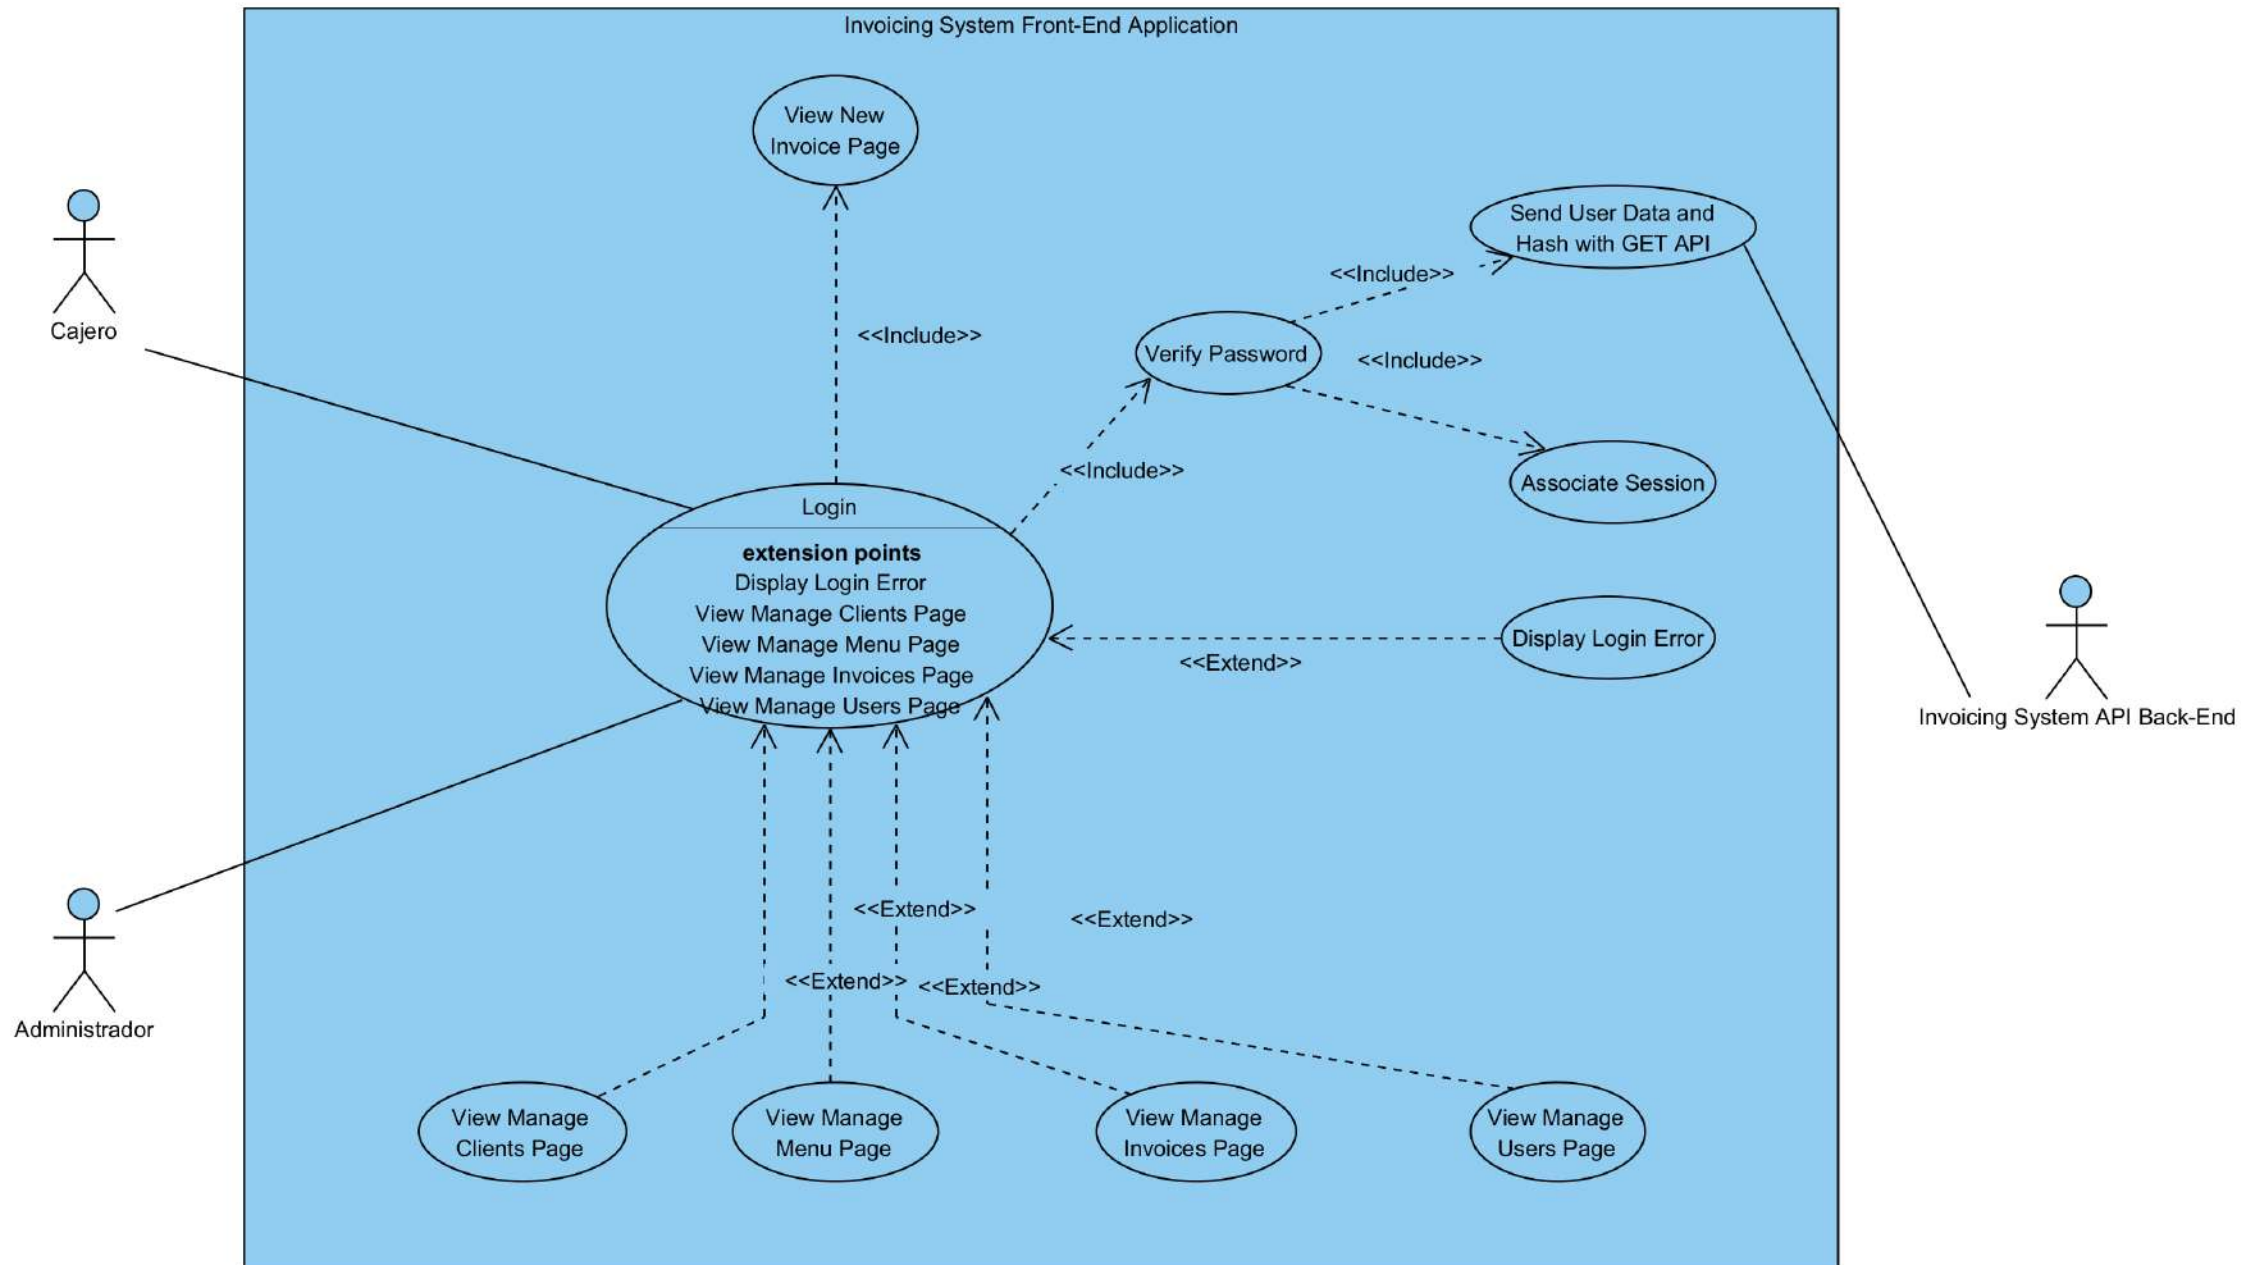 Invoicing System Front-End Application
View New
Invoice Page
Send User Data and
Hash with GET API
<<Include>>
Cajero
<<Include>>
Verify Password
<<Include>>
<<Include>>
Associate Session
Login
extension points
Display Login Error
View Manage Clients Page
View Manage Menu Page
View Manage Invoices Page
View Manage Users Page
Display Login Error
<<Extend>>
Invoicing System API Back-End
<<Extend>>
<<Extend>>
<<Extend>>
<<Extend>>
Administrador
View Manage
Clients Page
View Manage
Menu Page
View Manage
Invoices Page
View Manage
Users Page